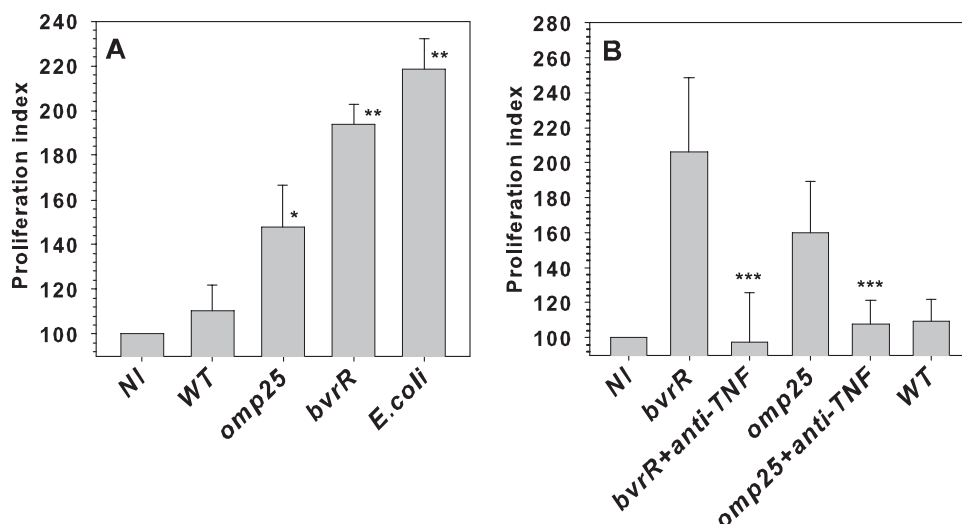 A
Proliferation index
240
220
200
180
160
140
120
100
*
**
**
NI
WT
omp25
bvrR
E.coli
B
Proliferation index
280
260
240
220
200
180
160
140
120
100
***
***
NI
bvrR
bvrR+anti-TNF
omp25
omp25+anti-TNF
WT